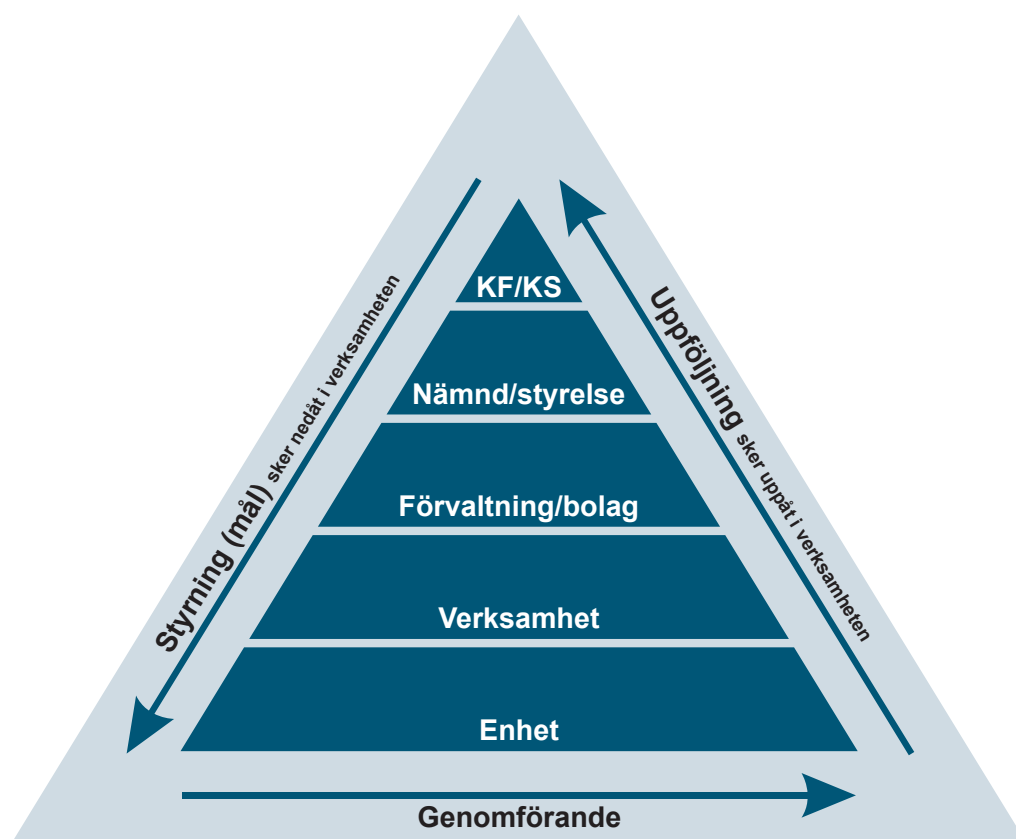 KF/KS
Nämnd/styrelse
Förvaltning/bolag
Verksamhet
Enhet
Styrning (mål) sker nedåt i verksamheten
Uppföljning sker uppåt i verksamheten
Genomförande